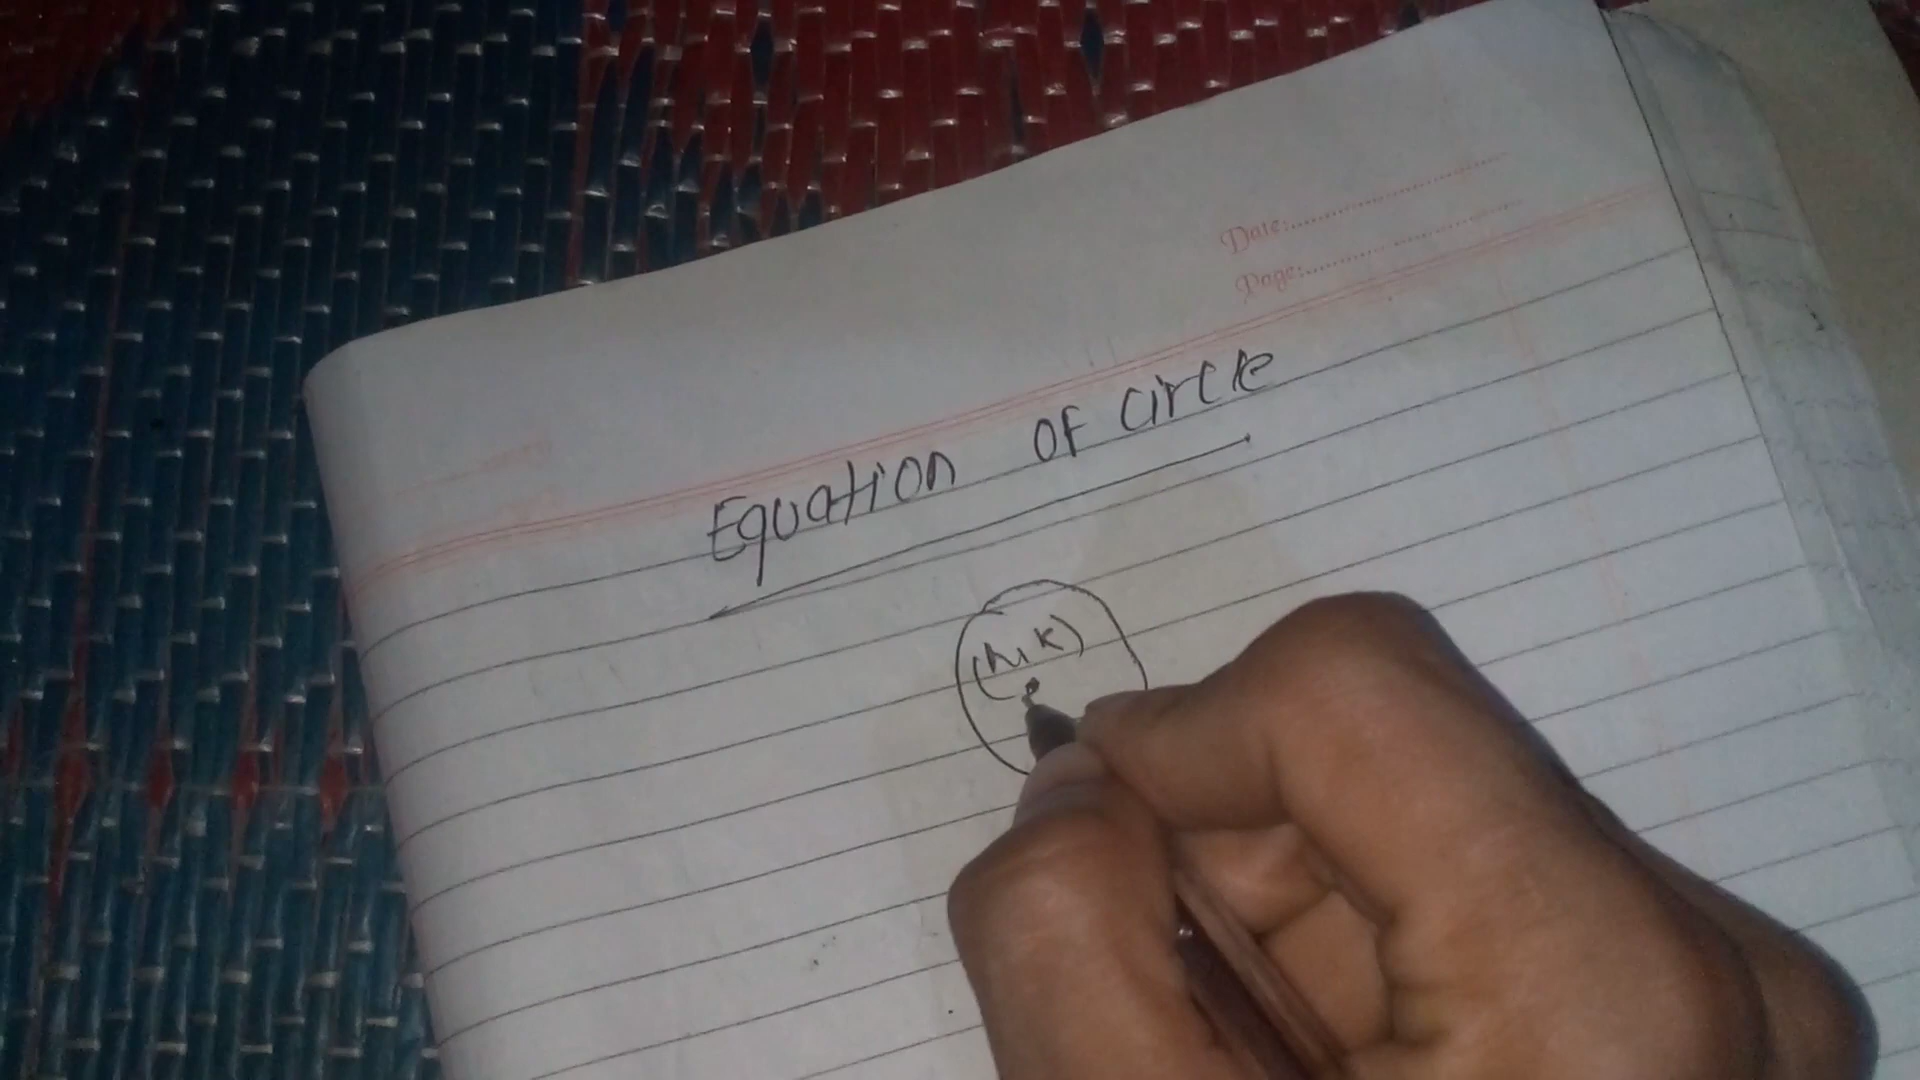 Date:
Page:
Equation of circle
(h,k)